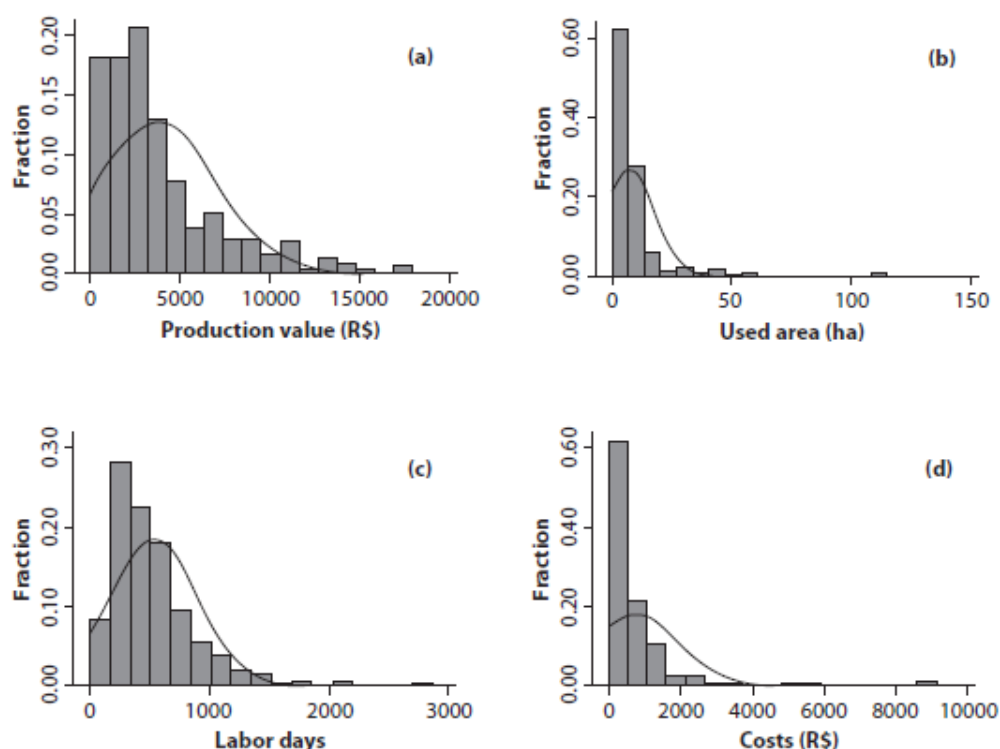 0.20
0.15
0.10
0.05
0.00
Fraction
(a)
0 5000 10000 15000 20000
Production value (R$)
0.60
0.40
0.20
0.00
Fraction
(b)
0 50 100 150
Used area (ha)
0.30
0.20
0.10
0.00
Fraction
(c)
0 1000 2000 3000
Labor days
0.60
0.40
0.20
0.00
Fraction
(d)
0 2000 4000 6000 8000 10000
Costs (R$)